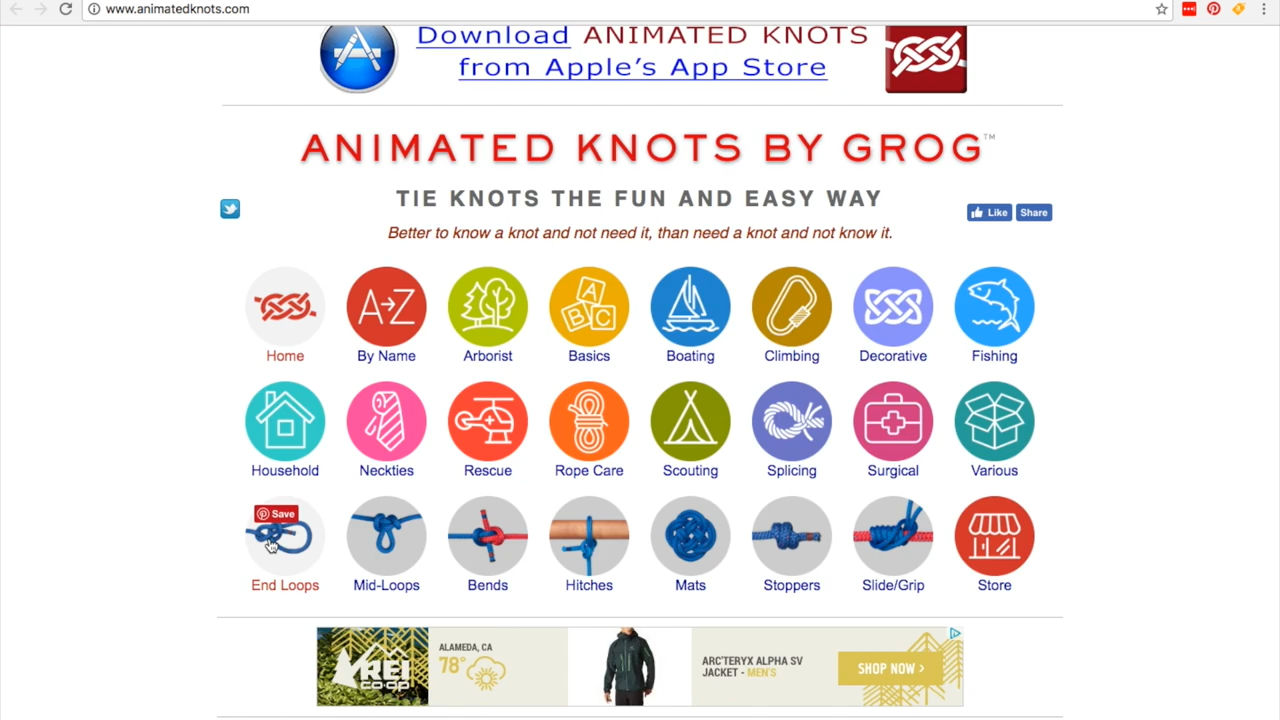 www.animatedknots.com
Download ANIMATED KNOTS
from Apple's App Store
ANIMATED KNOTS BY GROG™
TIE KNOTS THE FUN AND EASY WAY
Like Share
Better to know a knot and not need it, than need a knot and not know it.
A→Z
A
B C
Home By Name Arborist Basics Boating Climbing Decorative Fishing
Household Neckties Rescue Rope Care Scouting Splicing Surgical Various
Save
End Loops Mid-Loops Bends Hitches Mats Stoppers Slide/Grip Store
REI
co-op
ALAMEDA, CA
78°
ARC'TERYX ALPHA SV
JACKET - MEN'S
SHOP NOW >